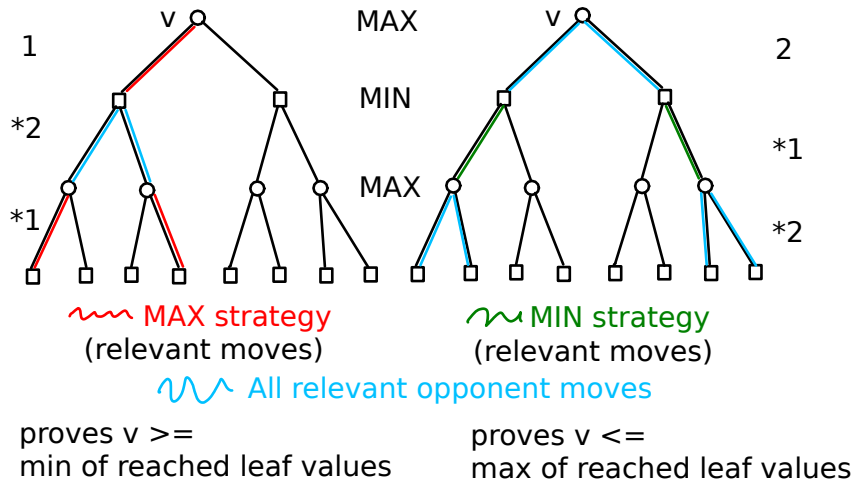 v MAX v
1 2
MIN
*2 *1
MAX
*1 *2
MAX strategy MIN strategy
(relevant moves) (relevant moves)
All relevant opponent moves
proves v >= proves v <=
min of reached leaf values max of reached leaf values